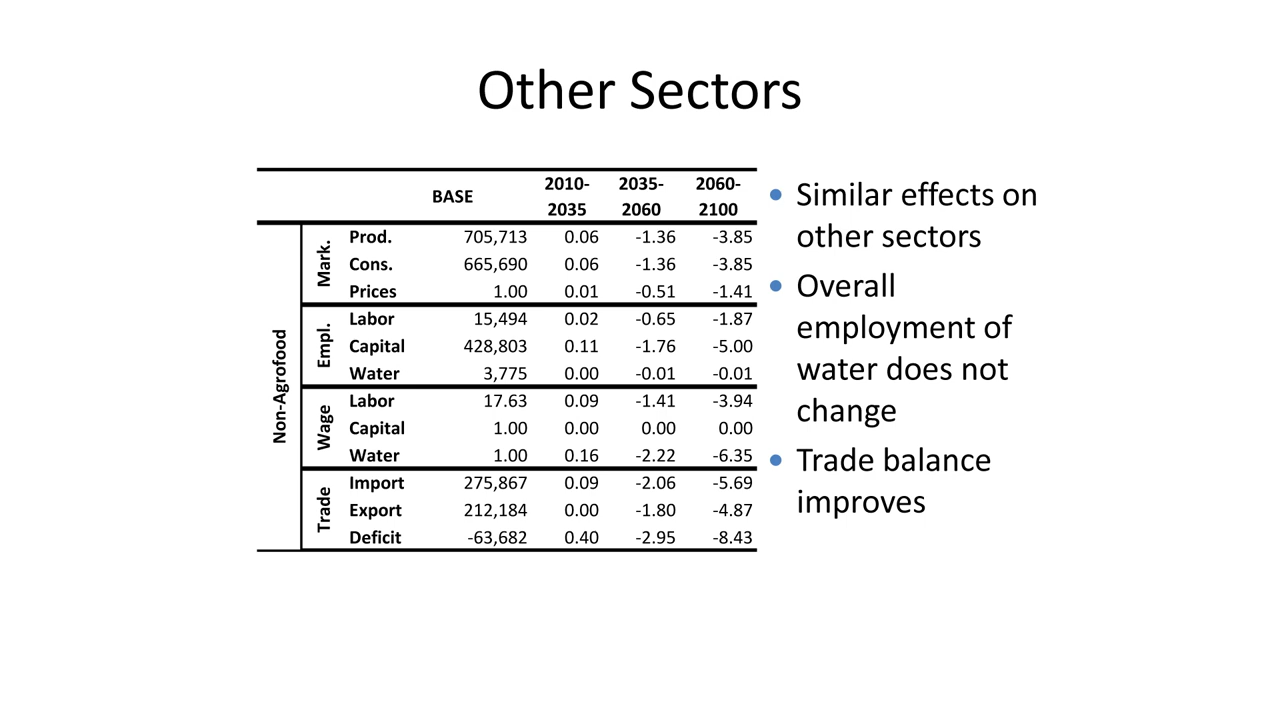 Other Sectors
BASE 2010-2035 2035-2060 2060-2100
Non-Agrofood
Mark.
Prod. 705,713 0.06 -1.36 -3.85
Cons. 665,690 0.06 -1.36 -3.85
Prices 1.00 0.01 -0.51 -1.41
Empl.
Labor 15,494 0.02 -0.65 -1.87
Capital 428,803 0.11 -1.76 -5.00
Water 3,775 0.00 -0.01 -0.01
Wage
Labor 17.63 0.09 -1.41 -3.94
Capital 1.00 0.00 0.00 0.00
Water 1.00 0.16 -2.22 -6.35
Trade
Import 275,867 0.09 -2.06 -5.69
Export 212,184 0.00 -1.80 -4.87
Deficit -63,682 0.40 -2.95 -8.43
• Similar effects on
other sectors
• Overall
employment of
water does not
change
• Trade balance
improves